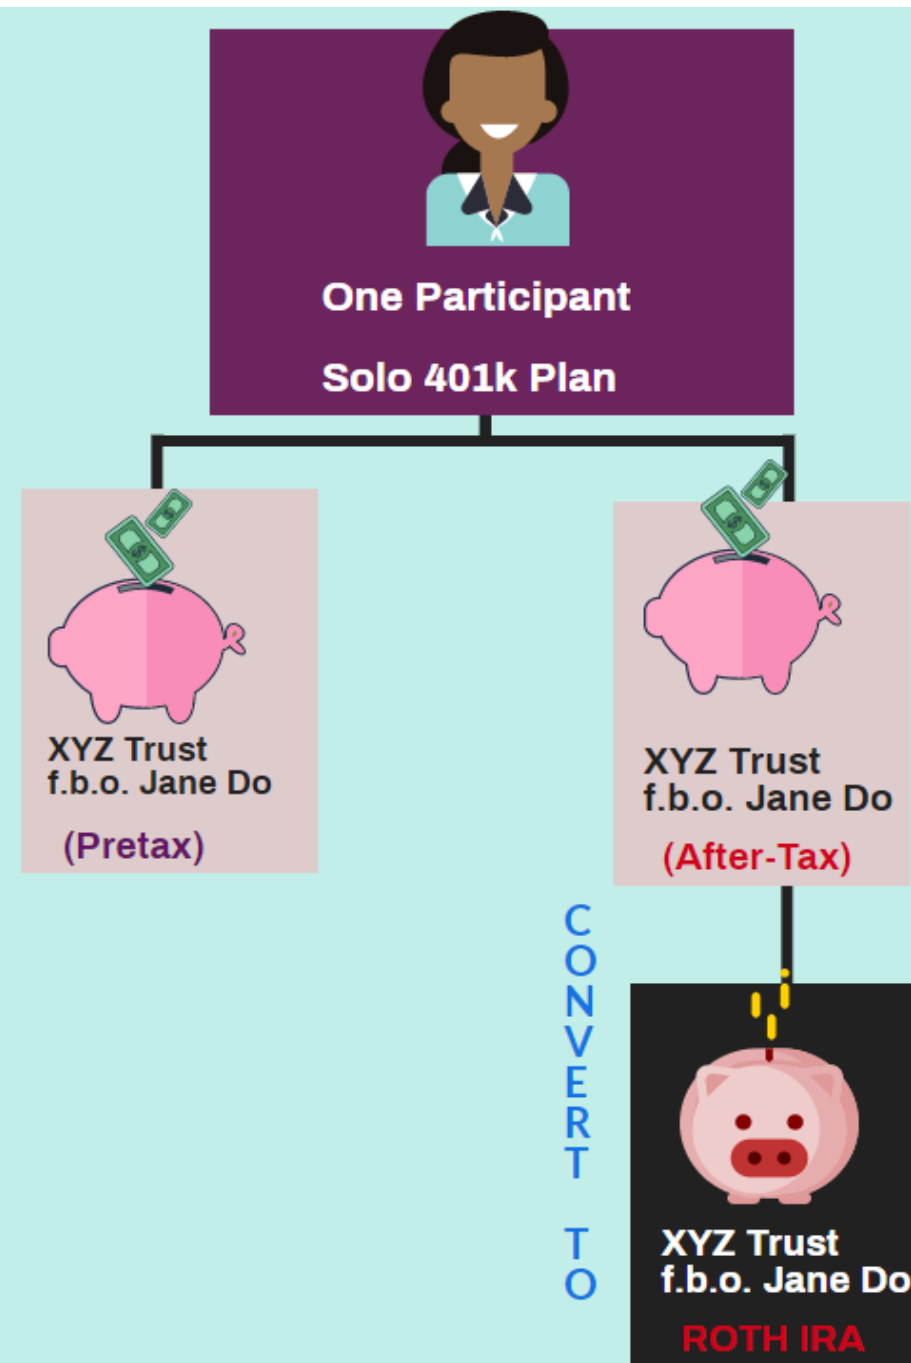 One Participant
Solo 401k Plan
XYZ Trust
f.b.o. Jane Do
(Pretax)
XYZ Trust
f.b.o. Jane Do
(After-Tax)
CONVERT TO
XYZ Trust
f.b.o. Jane Do
ROTH IRA